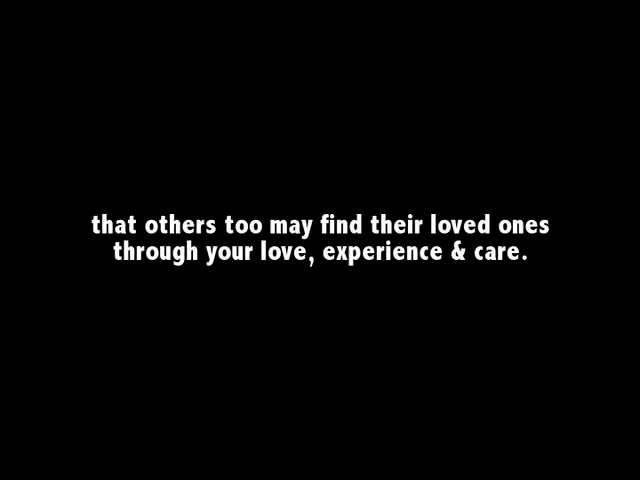 that others too may find their loved ones
through your love, experience & care.